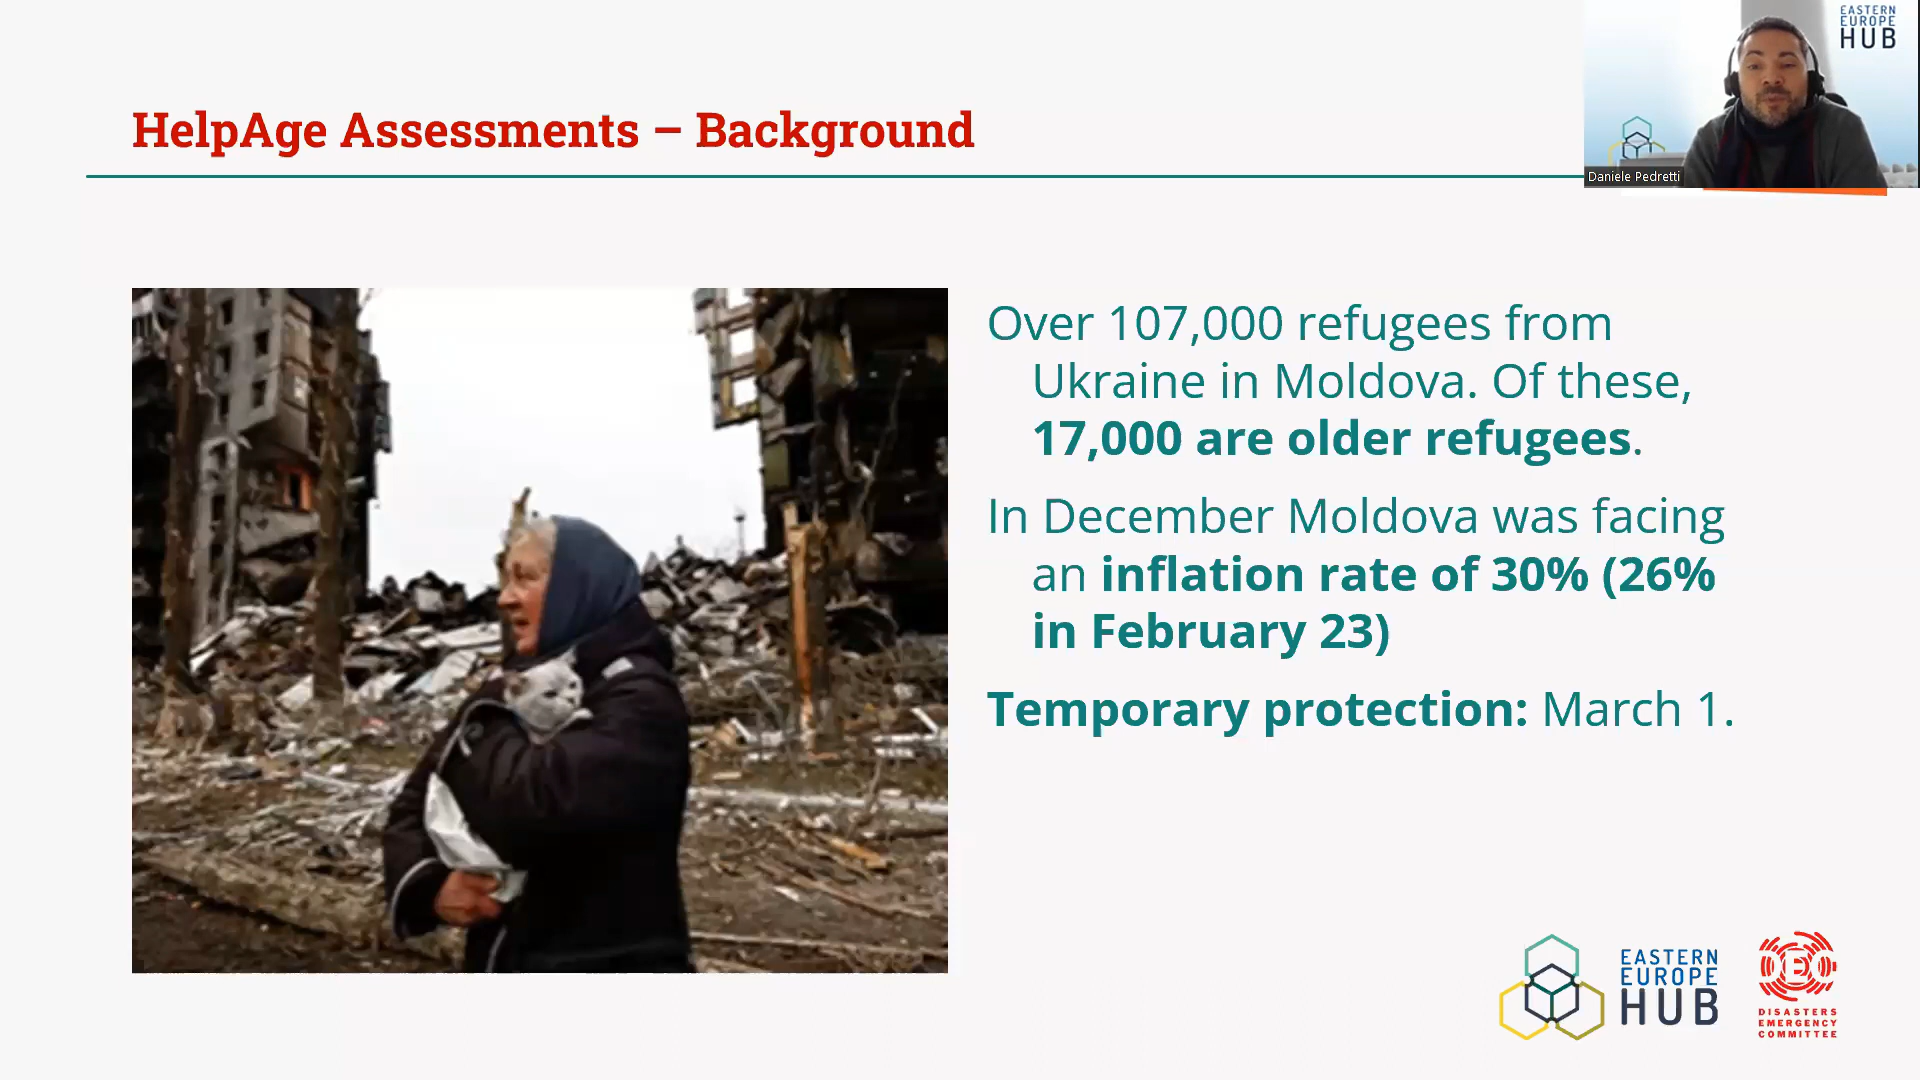 EASTERN
EUROPE
HUB
HelpAge Assessments – Background
Daniele Pedretti
Over 107,000 refugees from
Ukraine in Moldova. Of these,
17,000 are older refugees.
In December Moldova was facing
an inflation rate of 30% (26%
in February 23)
Temporary protection: March 1.
EASTERN
EUROPE
HUB
DEC
DISASTERS
EMERGENCY
COMMITTEE